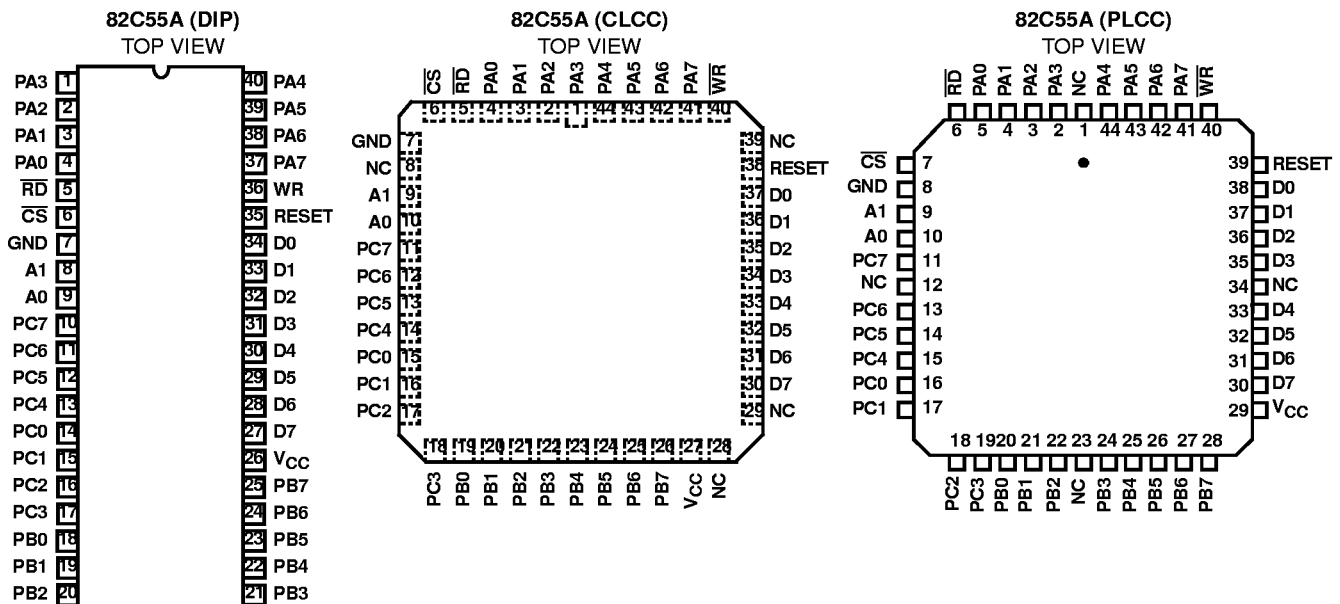 82C55A (DIP)
TOP VIEW
PA3 1 40 PA4
PA2 2 39 PA5
PA1 3 38 PA6
PA0 4 37 PA7
RD 5 36 WR
CS 6 35 RESET
GND 7 34 D0
A1 8 33 D1
A0 9 32 D2
PC7 10 31 D3
PC6 11 30 D4
PC5 12 29 D5
PC4 13 28 D6
PC0 14 27 D7
PC1 15 26 VCC
PC2 16 25 PB7
PC3 17 24 PB6
PB0 18 23 PB5
PB1 19 22 PB4
PB2 20 21 PB3
82C55A (CLCC)
TOP VIEW
CS RD PA0 PA1 PA2 PA3 PA4 PA5 PA6 PA7 WR
6 5 4 3 2 1 44 43 42 41 40
GND 7 39 NC
NC 8 38 RESET
A1 9 37 D0
A0 10 36 D1
PC7 11 35 D2
PC6 12 34 D3
PC5 13 33 D4
PC4 14 32 D5
PC0 15 31 D6
PC1 16 30 D7
PC2 17 29 NC
18 19 20 21 22 23 24 25 26 27 28
PC3 PB0 PB1 PB2 PB3 PB4 PB5 PB6 PB7 VCC NC
82C55A (PLCC)
TOP VIEW
RD PA0 PA1 PA2 PA3 NC PA4 PA5 PA6 PA7 WR
6 5 4 3 2 1 44 43 42 41 40
CS 7 39 RESET
GND 8 38 D0
A1 9 37 D1
A0 10 36 D2
PC7 11 35 D3
NC 12 34 NC
PC6 13 33 D4
PC5 14 32 D5
PC4 15 31 D6
PC0 16 30 D7
PC1 17 29 VCC
18 19 20 21 22 23 24 25 26 27 28
PC2 PC3 PB0 PB1 PB2 NC PB3 PB4 PB5 PB6 PB7